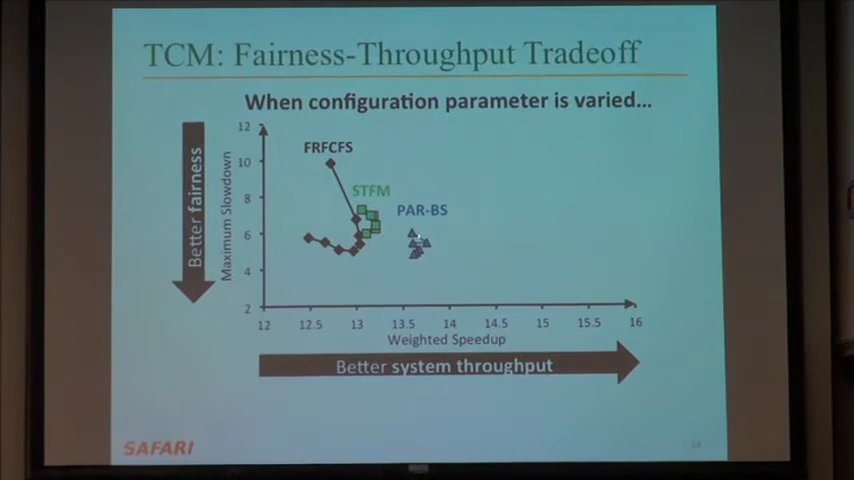 TCM: Fairness-Throughput Tradeoff
When configuration parameter is varied…
Better fairness
Maximum Slowdown
12
10
8
6
4
2
FRFCFS
STFM
PAR-BS
12 12.5 13 13.5 14 14.5 15 15.5 16
Weighted Speedup
Better system throughput
SAFARI